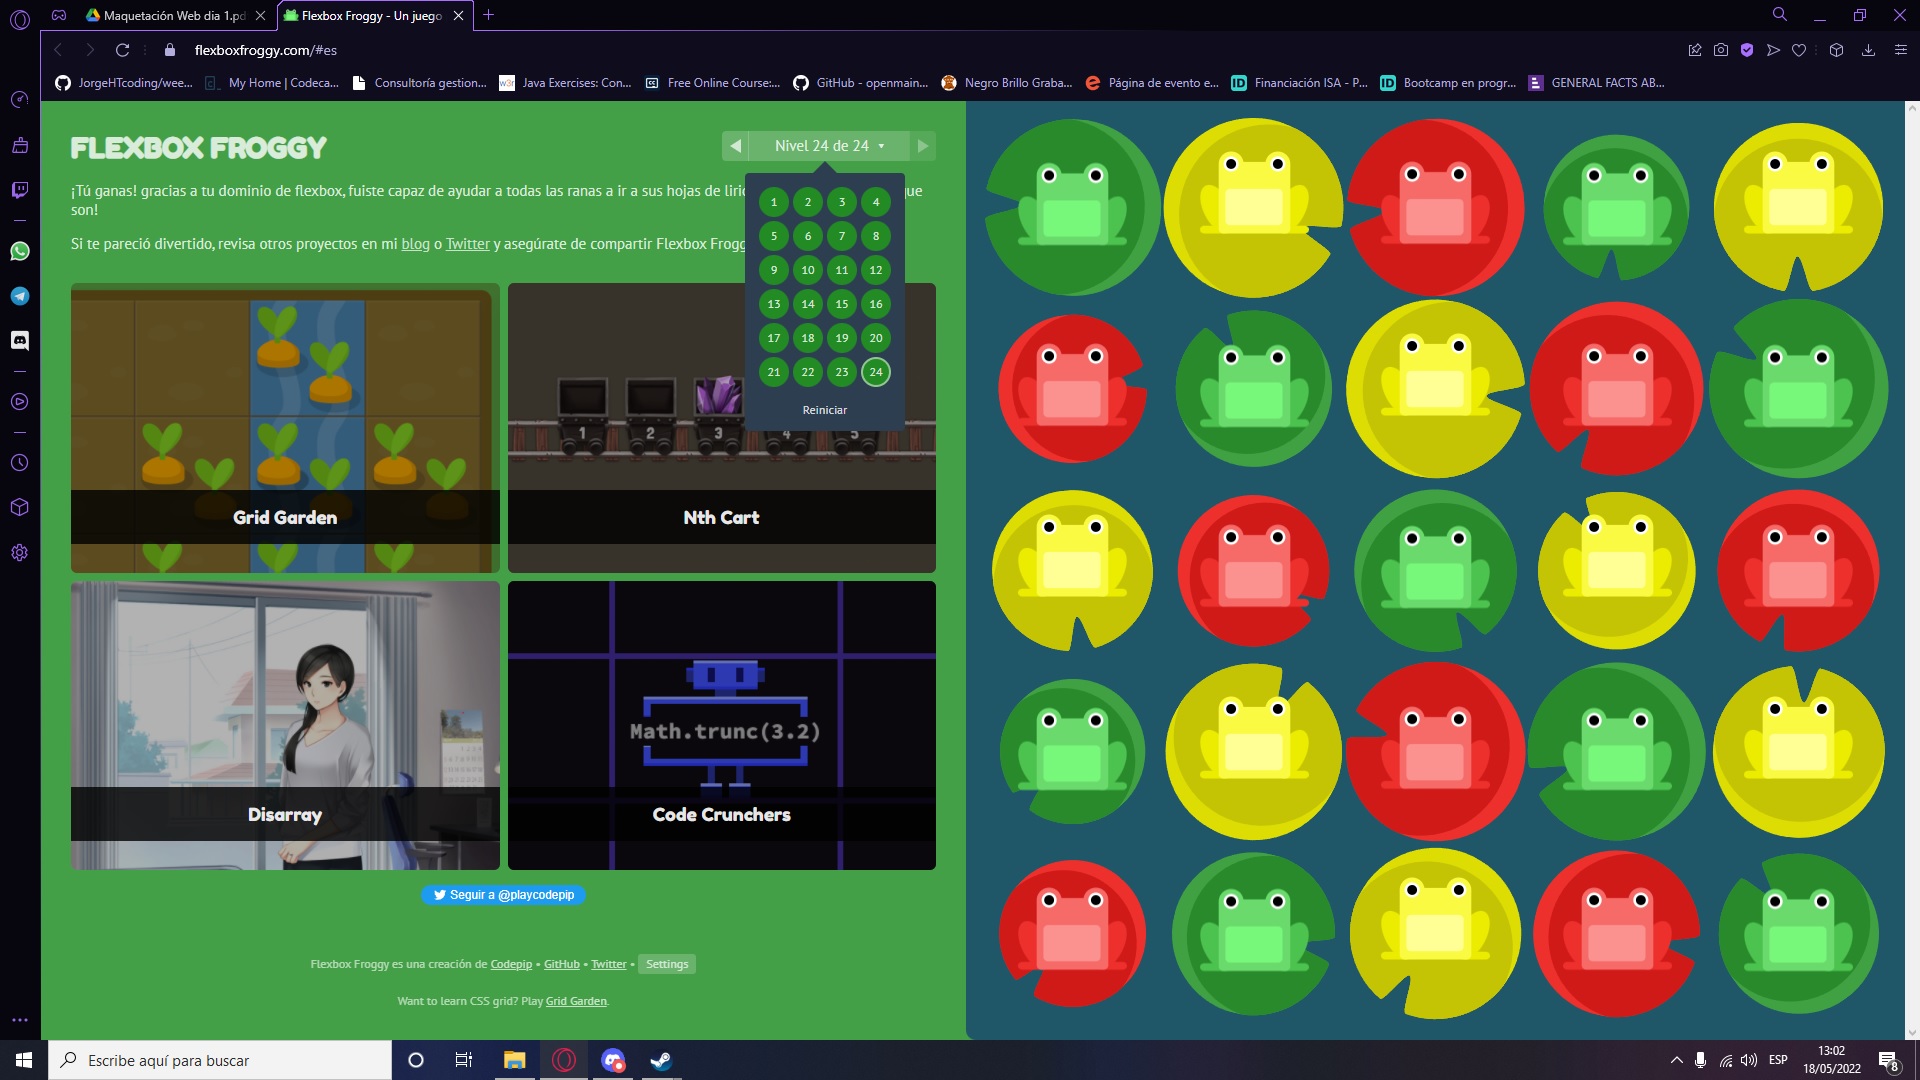 Maquetación Web dia 1.pd
Flexbox Froggy - Un juego
flexboxfroggy.com/#es
JorgeHTcoding/wee...
My Home | Codeca...
Consultoría gestion...
w3r
Java Exercises: Con...
Free Online Course:...
GitHub - openmain...
Negro Brillo Graba...
Página de evento e...
ID
Financiación ISA - P...
ID
Bootcamp en progr...
GENERAL FACTS AB...
FLEXBOX FROGGY
Nivel 24 de 24
¡Tú ganas! gracias a tu dominio de flexbox, fuiste capaz de ayudar a todas las ranas a ir a sus hojas de
que
son!
Si te pareció divertido, revisa otros proyectos en mi blog o Twitter y asegúrate de compartir Flexbox
1 2 3 4
5 6 7 8
9 10 11 12
13 14 15 16
17 18 19 20
21 22 23 24
Reiniciar
1 2 3 4 5
Grid Garden
Nth Cart
Math.trunc(3.2)
Disarray
Code Crunchers
Seguir a @playcodepip
Flexbox Froggy es una creación de Codepip • GitHub • Twitter • Settings
Want to learn CSS grid? Play Grid Garden.
Escribe aquí para buscar
ESP
13:02
18/05/2022
8